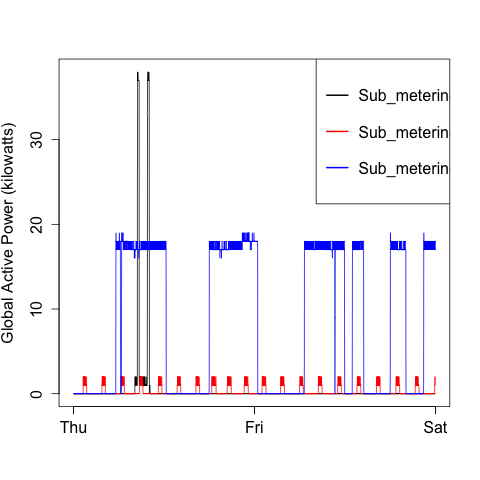 Global Active Power (kilowatts)
30
20
10
0
Thu
Fri
Sat
Sub_meterin
Sub_meterin
Sub_meterin